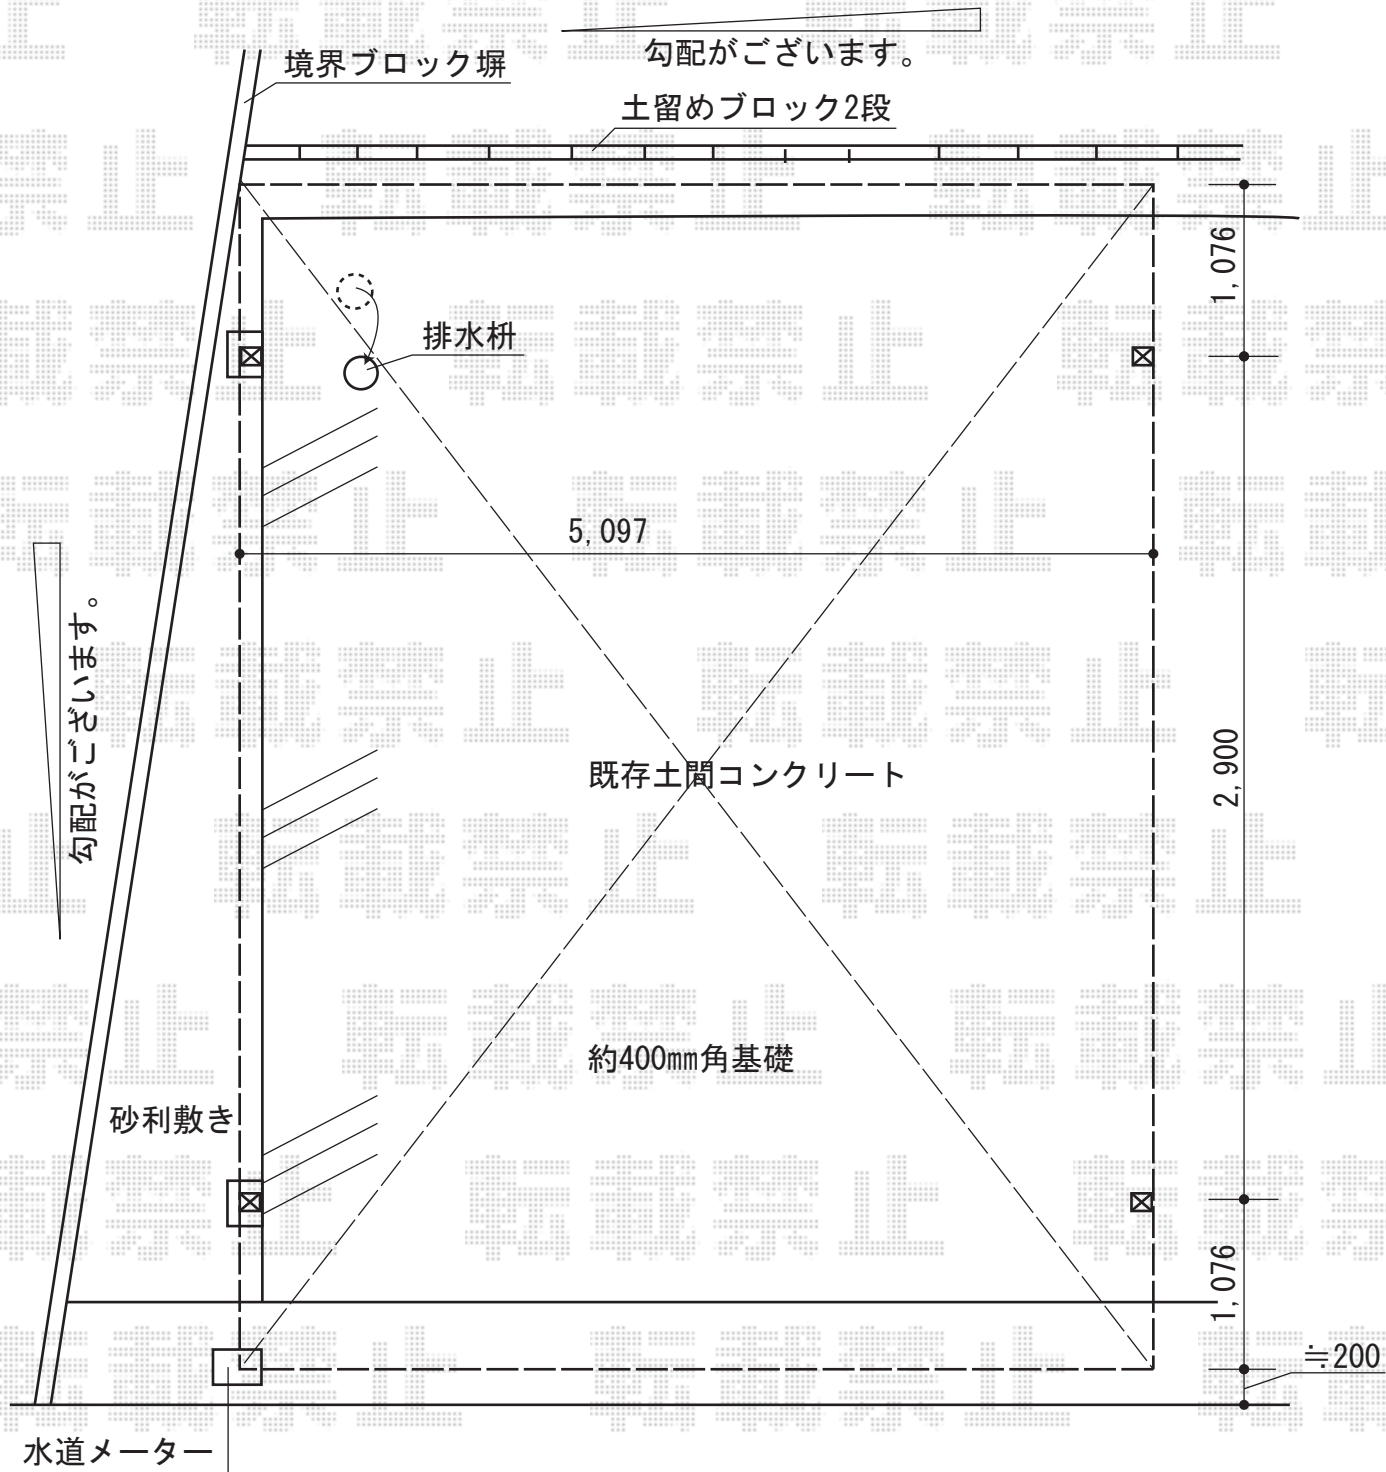 勾配がございます。
境界ブロック塀
土留めブロック2段
1,076
排水枡
5,097
勾配がございます。
2,900
既存土間コンクリート
約400mm角基礎
砂利敷き
1,076
≒200
水道メーター
転載禁止